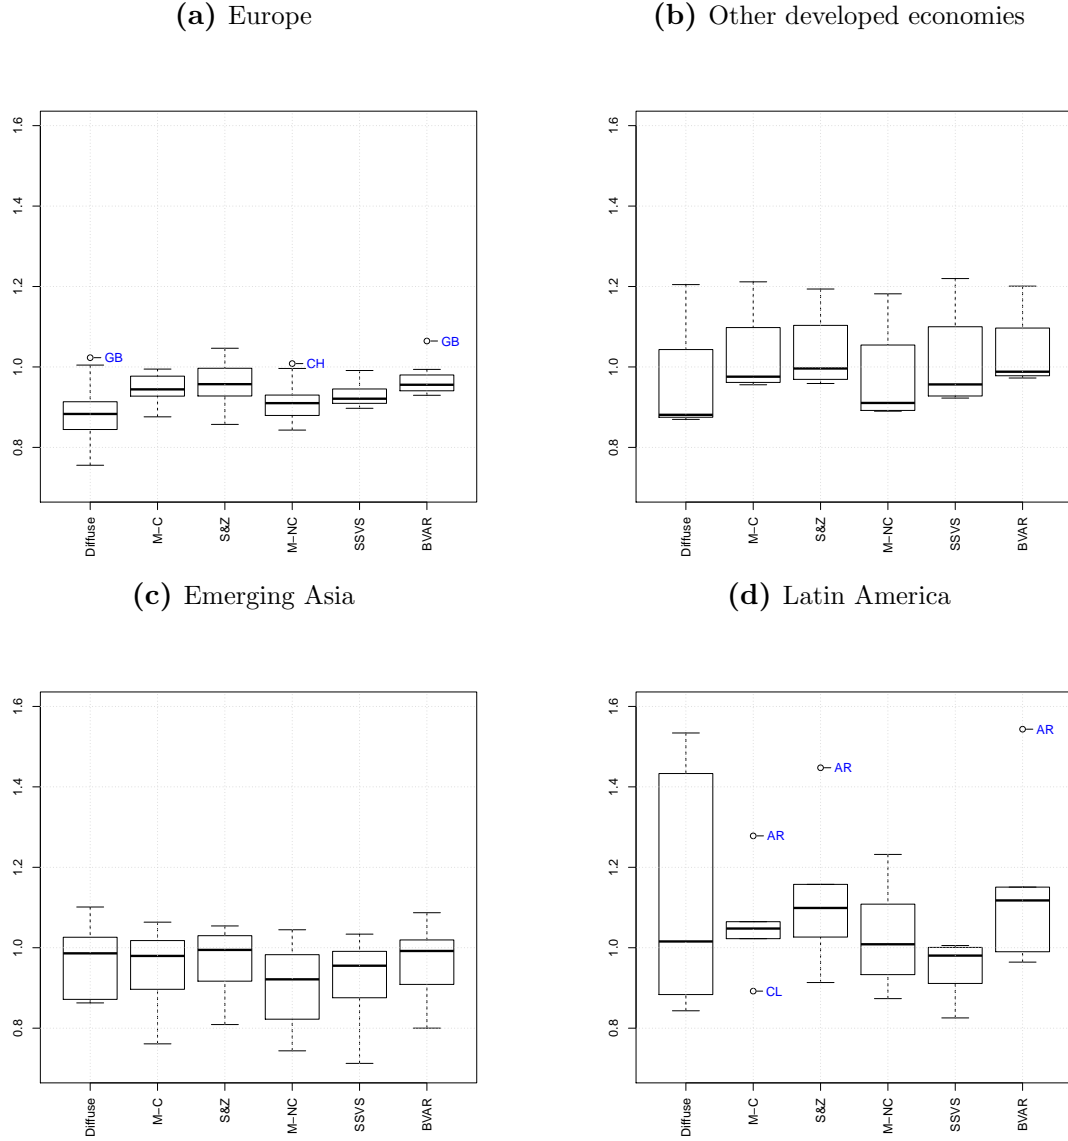 (a) Europe
(b) Other developed economies
1.6
1.4
1.2
1.0
0.8
GB
CH
GB
Diffuse
M−C
S&Z
M−NC
SSVS
BVAR
1.6
1.4
1.2
1.0
0.8
Diffuse
M−C
S&Z
M−NC
SSVS
BVAR
(c) Emerging Asia
(d) Latin America
1.6
1.4
1.2
1.0
0.8
Diffuse
M−C
S&Z
M−NC
SSVS
BVAR
1.6
1.4
1.2
1.0
0.8
AR
AR
AR
CL
Diffuse
M−C
S&Z
M−NC
SSVS
BVAR